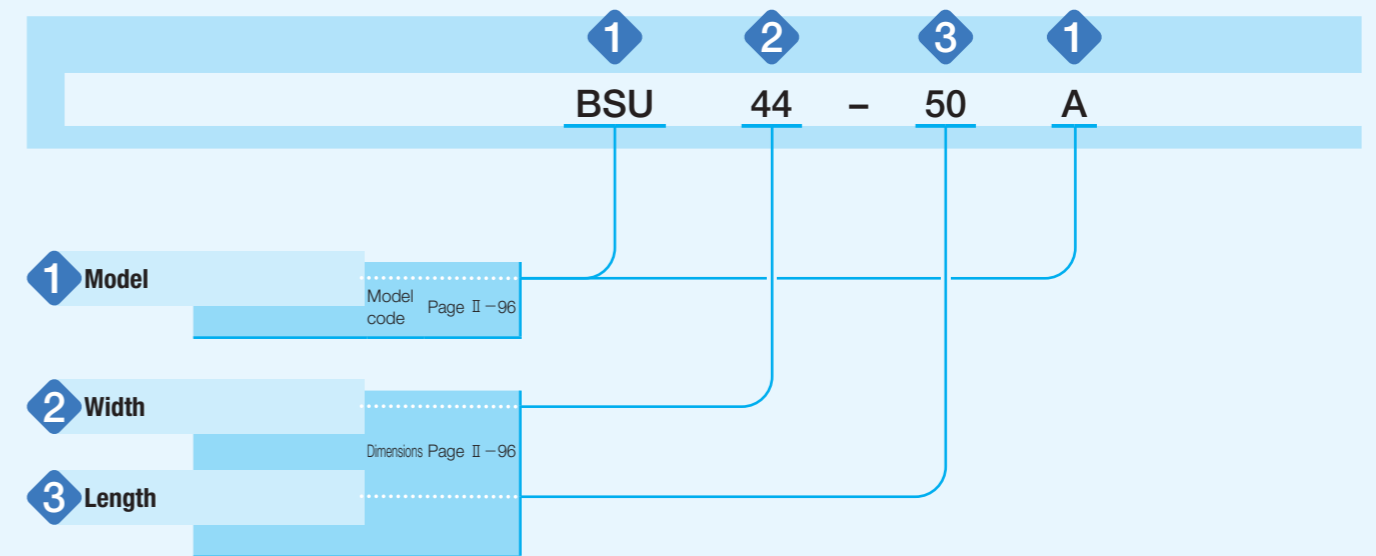 1 2 3 1
BSU 44 – 50 A
1 Model
Model code Page Ⅱ−96
2 Width
Dimensions Page Ⅱ−96
3 Length